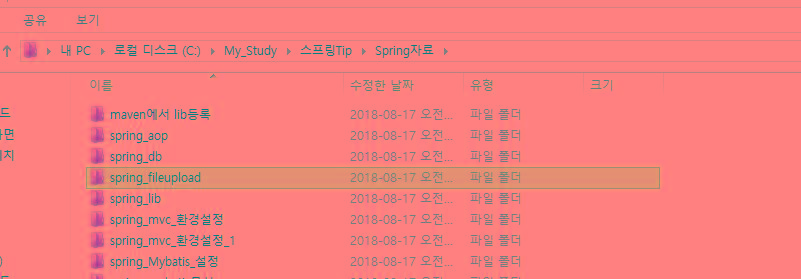 공유 보기
내 PC > 로컬 디스크 (C:) > My_Study > 스프링Tip > Spring자료 >
이름 수정한 날짜 유형 크기
maven에서 lib등록 2018-08-17 오전... 파일 폴더
spring_aop 2018-08-17 오전... 파일 폴더
spring_db 2018-08-17 오전... 파일 폴더
spring_fileupload 2018-08-17 오전... 파일 폴더
spring_lib 2018-08-17 오전... 파일 폴더
spring_mvc_환경설정 2018-08-17 오전... 파일 폴더
spring_mvc_환경설정_1 2018-08-17 오전... 파일 폴더
spring_Mybatis_설정 2018-08-17 오전... 파일 폴더